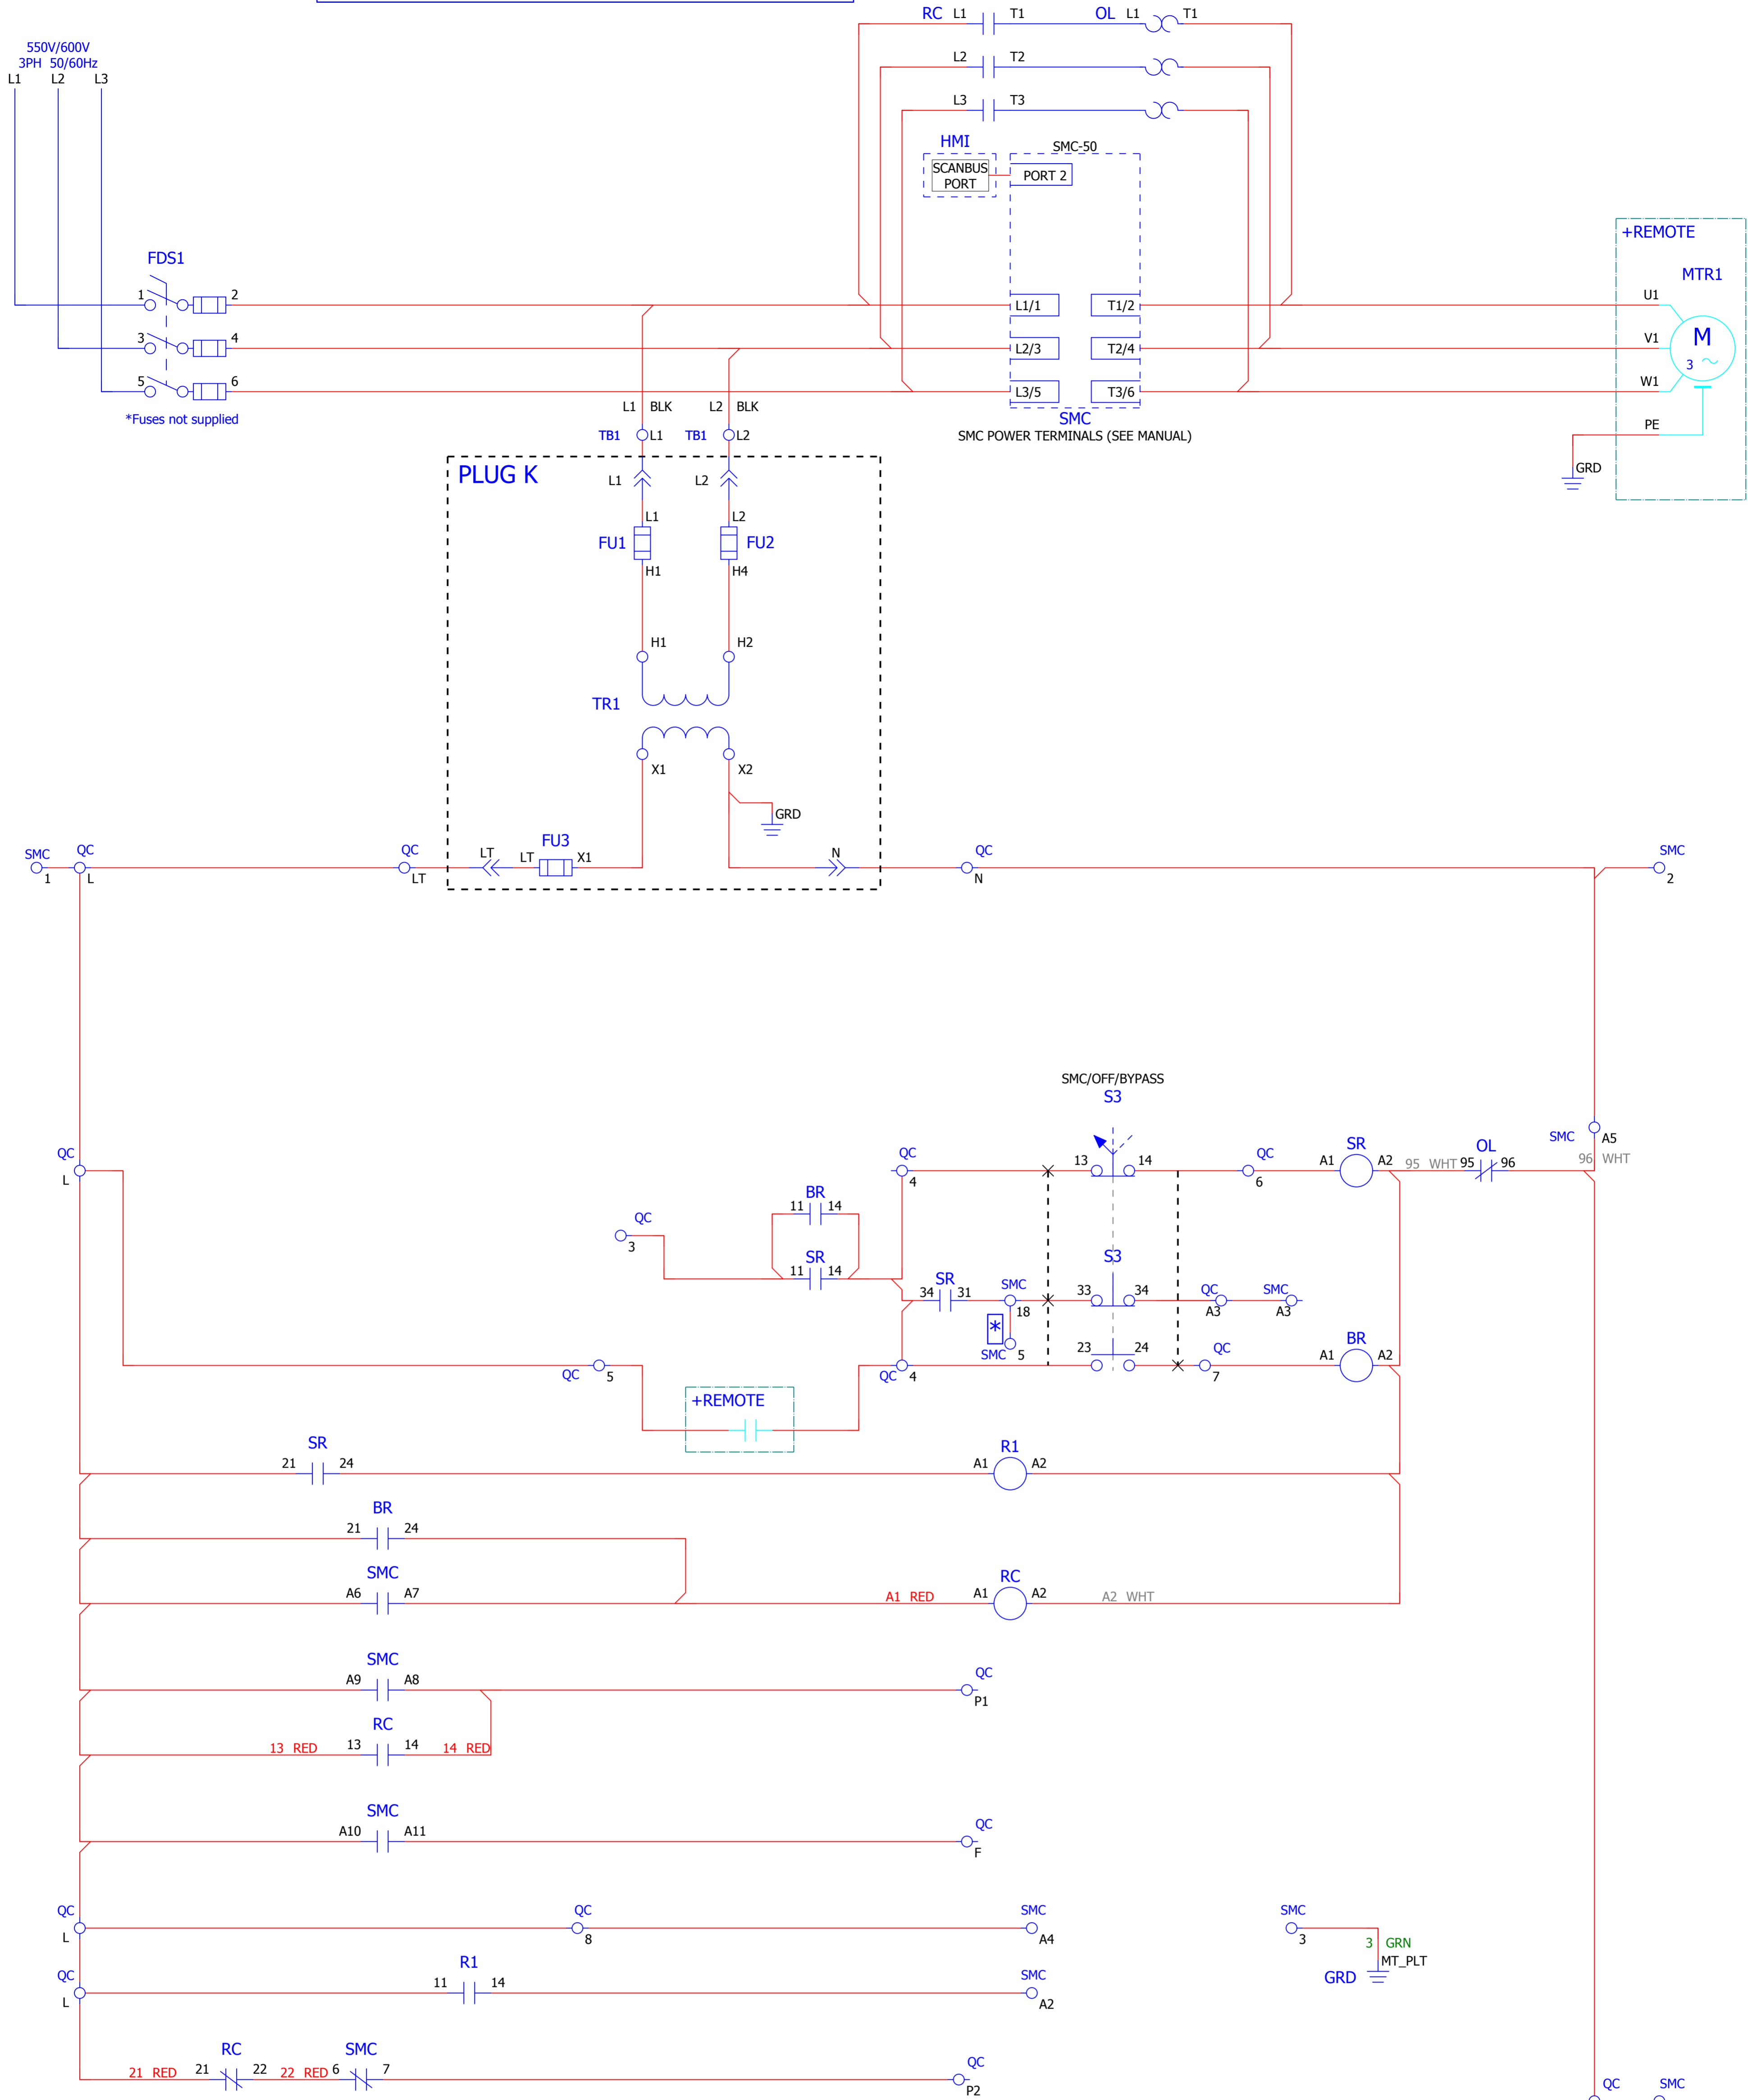 RC L1 T1 OL L1 T1
550V/600V
3PH 50/60Hz
L1 L2 L3
L2 T2
L3 T3
HMI
SMC-50
SCANBUS
PORT
PORT 2
+REMOTE
MTR1
FDS1
1 2
3 4
5 6
*Fuses not supplied
L1/1 T1/2
L2/3 T2/4
L3/5 T3/6
SMC
SMC POWER TERMINALS (SEE MANUAL)
U1
V1
W1
PE
M
3
GRD
L1 BLK L2 BLK
TB1 L1 TB1 L2
PLUG K
L1 L2
L1 L2
FU1 FU2
H1 H4
H1 H2
TR1
X1 X2
GRD
FU3
SMC QC QC LT LT X1 N QC SMC
1 L LT N 2
SMC/OFF/BYPASS
S3
SMC A5
96 WHT
QC
L
QC
4
13 14
QC
6
SR
A1 A2
95 WHT 95 OL 96
BR
11 14
QC
3
SR
11 14
SR
34 31
SMC
18
*
SMC 5
S3
33 34
QC
A3
SMC
A3
23 24
QC
7
BR
A1 A2
QC 5
QC 4
+REMOTE
SR
21 24
R1
A1 A2
BR
21 24
SMC
A6 A7
A1 RED
RC
A1 A2
A2 WHT
SMC
A9 A8
QC
P1
RC
13 RED 13 14 14 RED
SMC
A10 A11
QC
F
QC
L
QC
8
SMC
A4
SMC
3
3 GRN
MT_PLT
GRD
QC
L
R1
11 14
SMC
A2
RC SMC
21 RED 21 22 22 RED 6 7
QC
P2
QC SMC